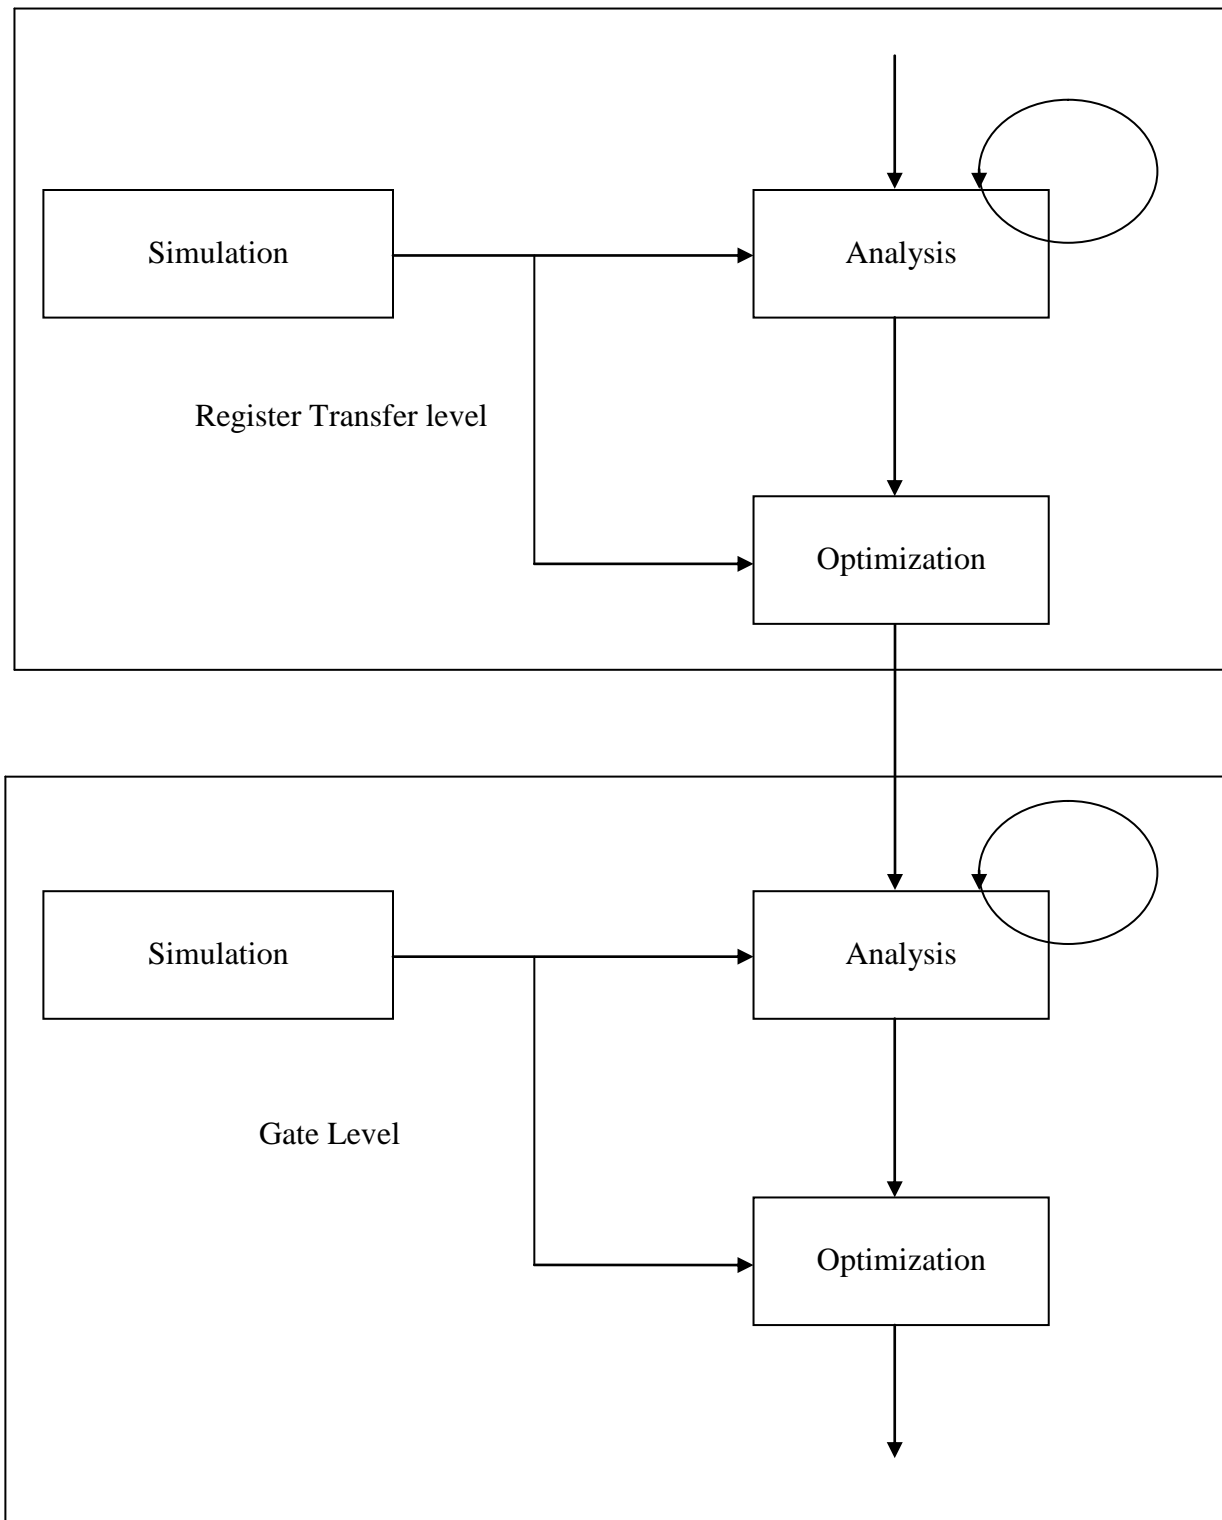 Simulation
Analysis
Register Transfer level
Optimization
Simulation
Analysis
Gate Level
Optimization